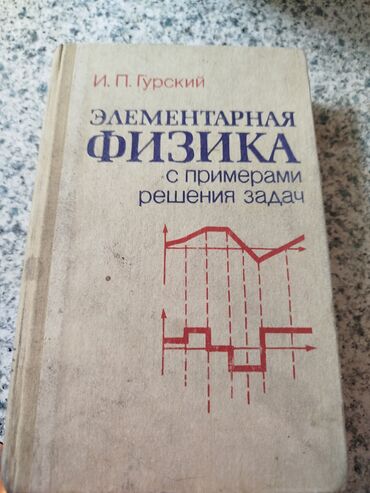 И. П. Гурский
ЭЛЕМЕНТАРНАЯ
ФИЗИКА
с примерами
решения задач